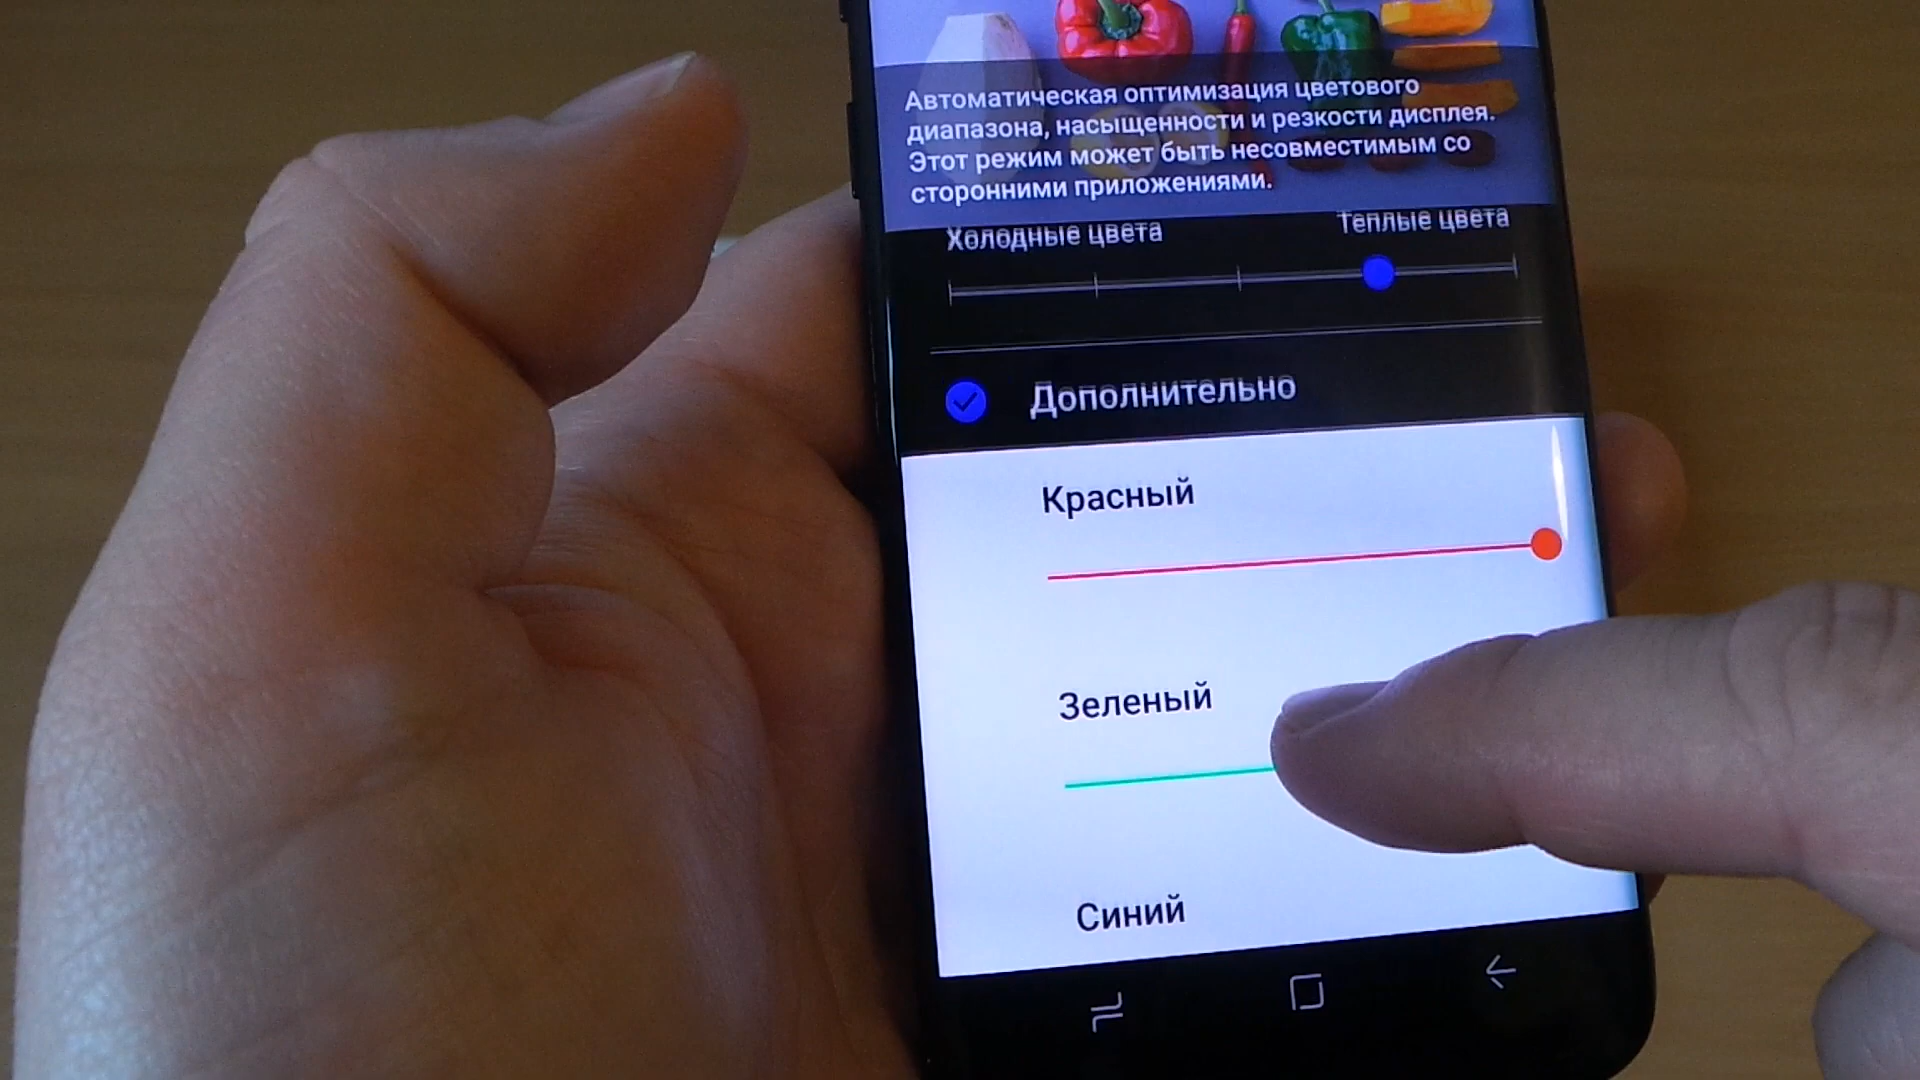 Автоматическая оптимизация цветового
диапазона, насыщенности и резкости дисплея.
Этот режим может быть несовместимым со
сторонними приложениями.
Холодные цвета
Теплые цвета
Дополнительно
Красный
Зеленый
Синий